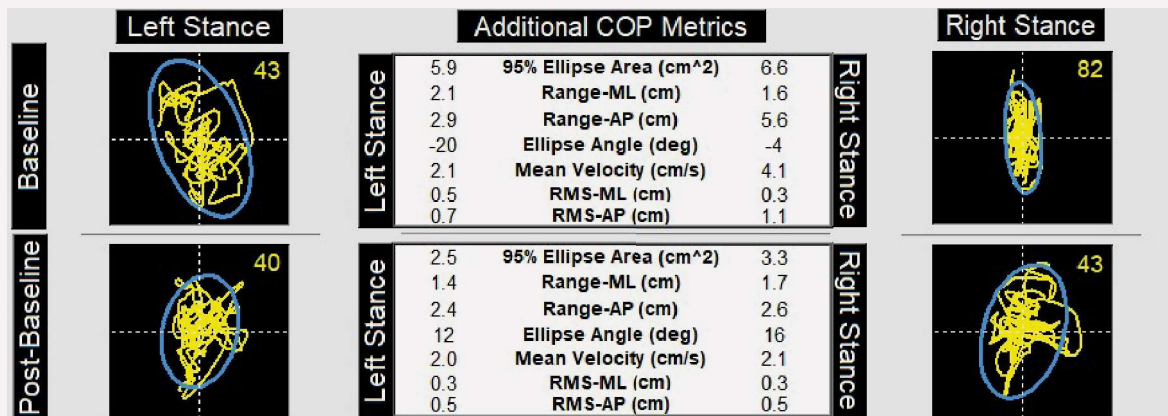 Left Stance
Additional COP Metrics
Right Stance
Baseline
43
Left Stance
5.9 95% Ellipse Area (cm^2) 6.6
2.1 Range-ML (cm) 1.6
2.9 Range-AP (cm) 5.6
-20 Ellipse Angle (deg) -4
2.1 Mean Velocity (cm/s) 4.1
0.5 RMS-ML (cm) 0.3
0.7 RMS-AP (cm) 1.1
Right Stance
82
Post-Baseline
40
Left Stance
2.5 95% Ellipse Area (cm^2) 3.3
1.4 Range-ML (cm) 1.7
2.4 Range-AP (cm) 2.6
12 Ellipse Angle (deg) 16
2.0 Mean Velocity (cm/s) 2.1
0.3 RMS-ML (cm) 0.3
0.5 RMS-AP (cm) 0.5
Right Stance
43